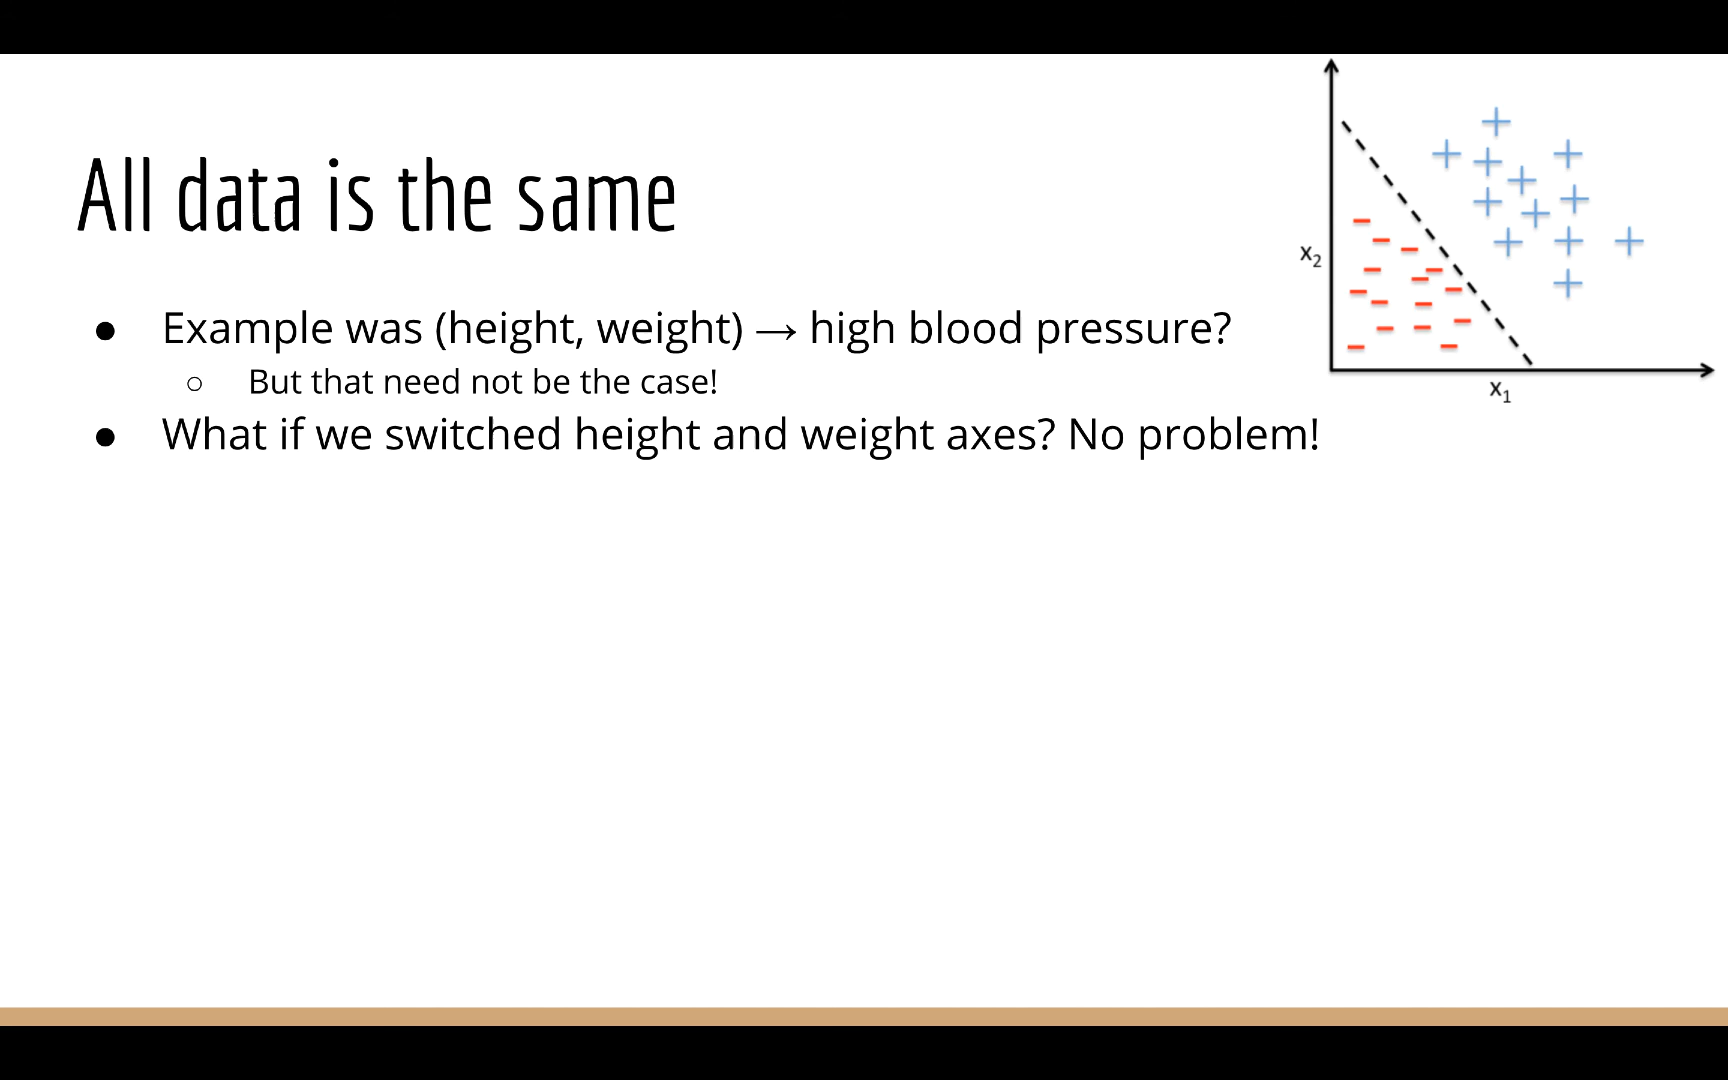 All data is the same
● Example was (height, weight) → high blood pressure?
○ But that need not be the case!
● What if we switched height and weight axes? No problem!
x₂
x₁